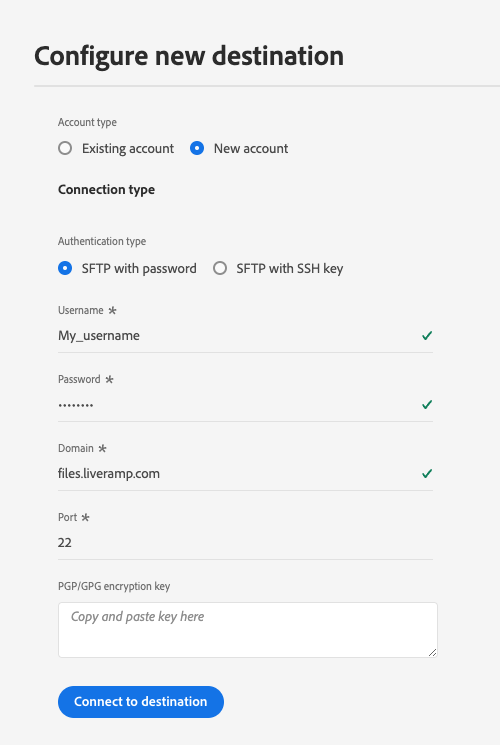 Configure new destination
Account type
Existing account New account
Connection type
Authentication type
SFTP with password SFTP with SSH key
Username *
My_username
Password *
••••••••
Domain *
files.liveramp.com
Port *
22
PGP/GPG encryption key
Copy and paste key here
Connect to destination